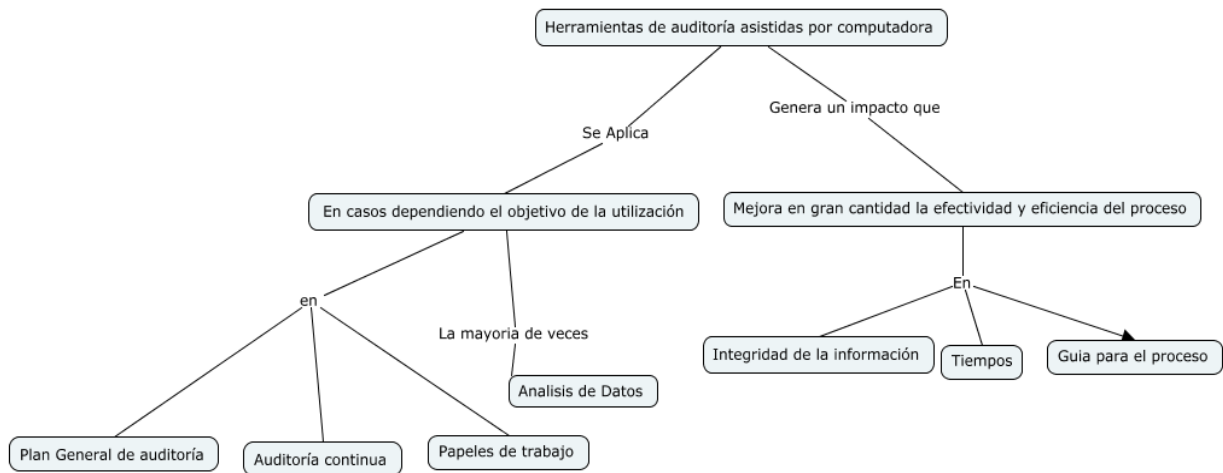 Herramientas de auditoría asistidas por computadora
Genera un impacto que
Se Aplica
En casos dependiendo el objetivo de la utilización
Mejora en gran cantidad la efectividad y eficiencia del proceso
En
en
La mayoria de veces
Integridad de la información
Tiempos
Guia para el proceso
Analisis de Datos
Plan General de auditoría
Auditoría continua
Papeles de trabajo